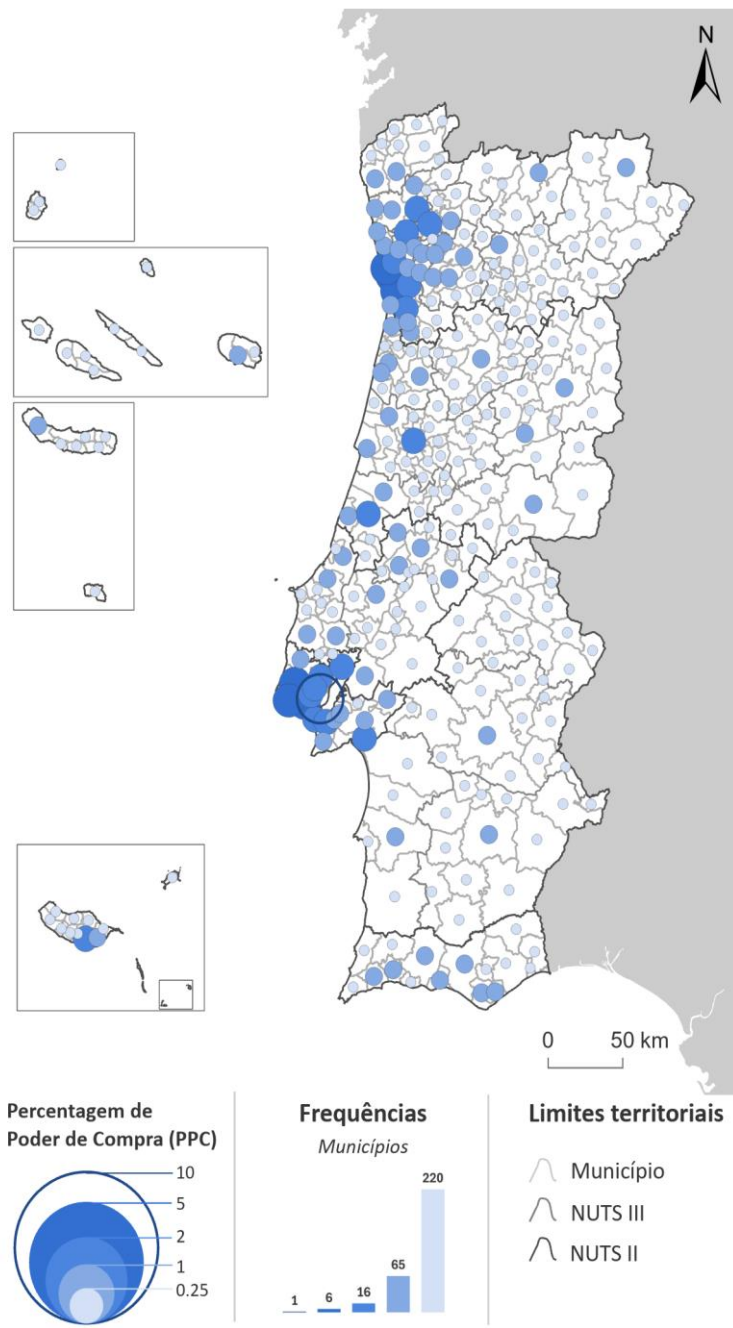 N
0 50 km
Percentagem de
Poder de Compra (PPC)
10
5
2
1
0.25
Frequências
Municípios
1 6 16 65 220
Limites territoriais
Município
NUTS III
NUTS II